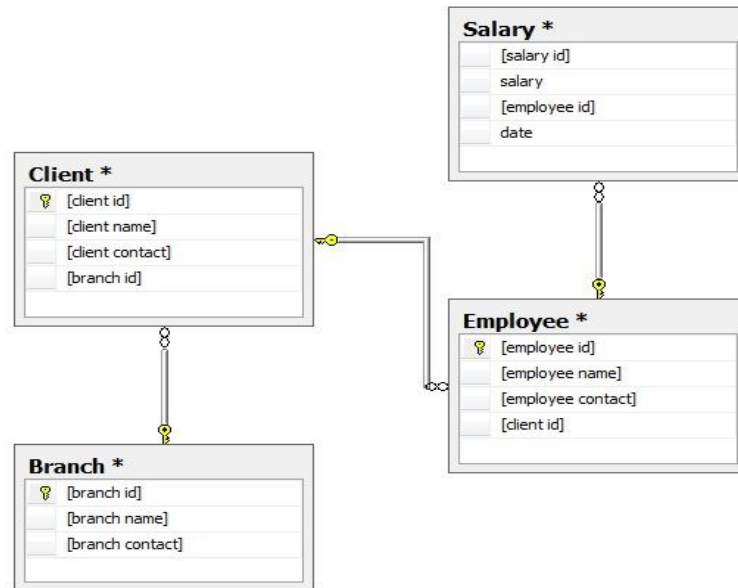 Salary *
[salary id]
salary
[employee id]
date
Client *
[client id]
[client name]
[client contact]
[branch id]
Employee *
[employee id]
[employee name]
[employee contact]
[client id]
Branch *
[branch id]
[branch name]
[branch contact]